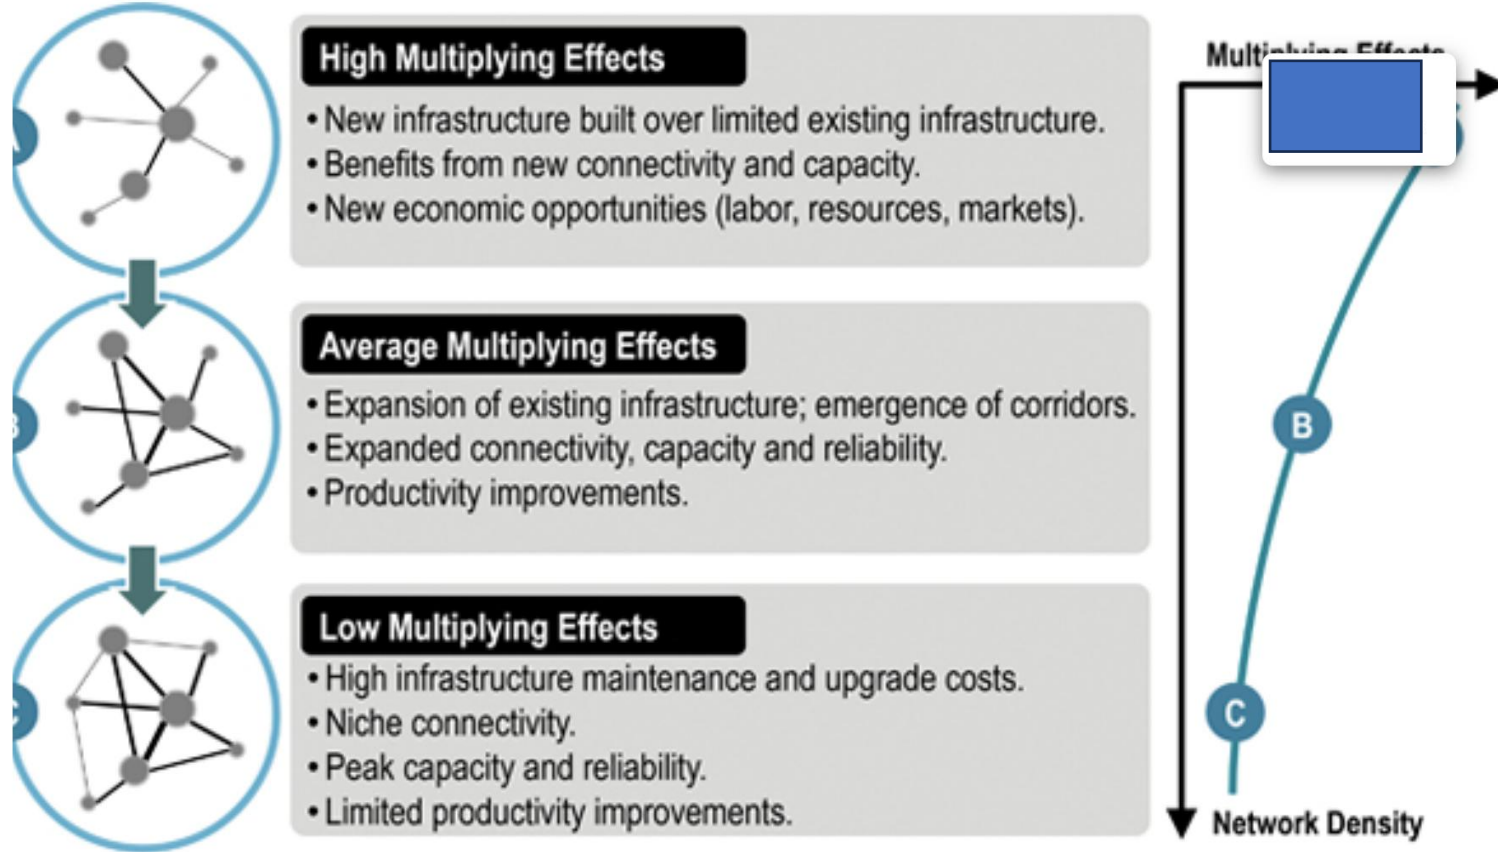 High Multiplying Effects
• New infrastructure built over limited existing infrastructure.
• Benefits from new connectivity and capacity.
• New economic opportunities (labor, resources, markets).
Average Multiplying Effects
• Expansion of existing infrastructure; emergence of corridors.
• Expanded connectivity, capacity and reliability.
• Productivity improvements.
Low Multiplying Effects
• High infrastructure maintenance and upgrade costs.
• Niche connectivity.
• Peak capacity and reliability.
• Limited productivity improvements.
Multiplying Effects
B
C
Network Density